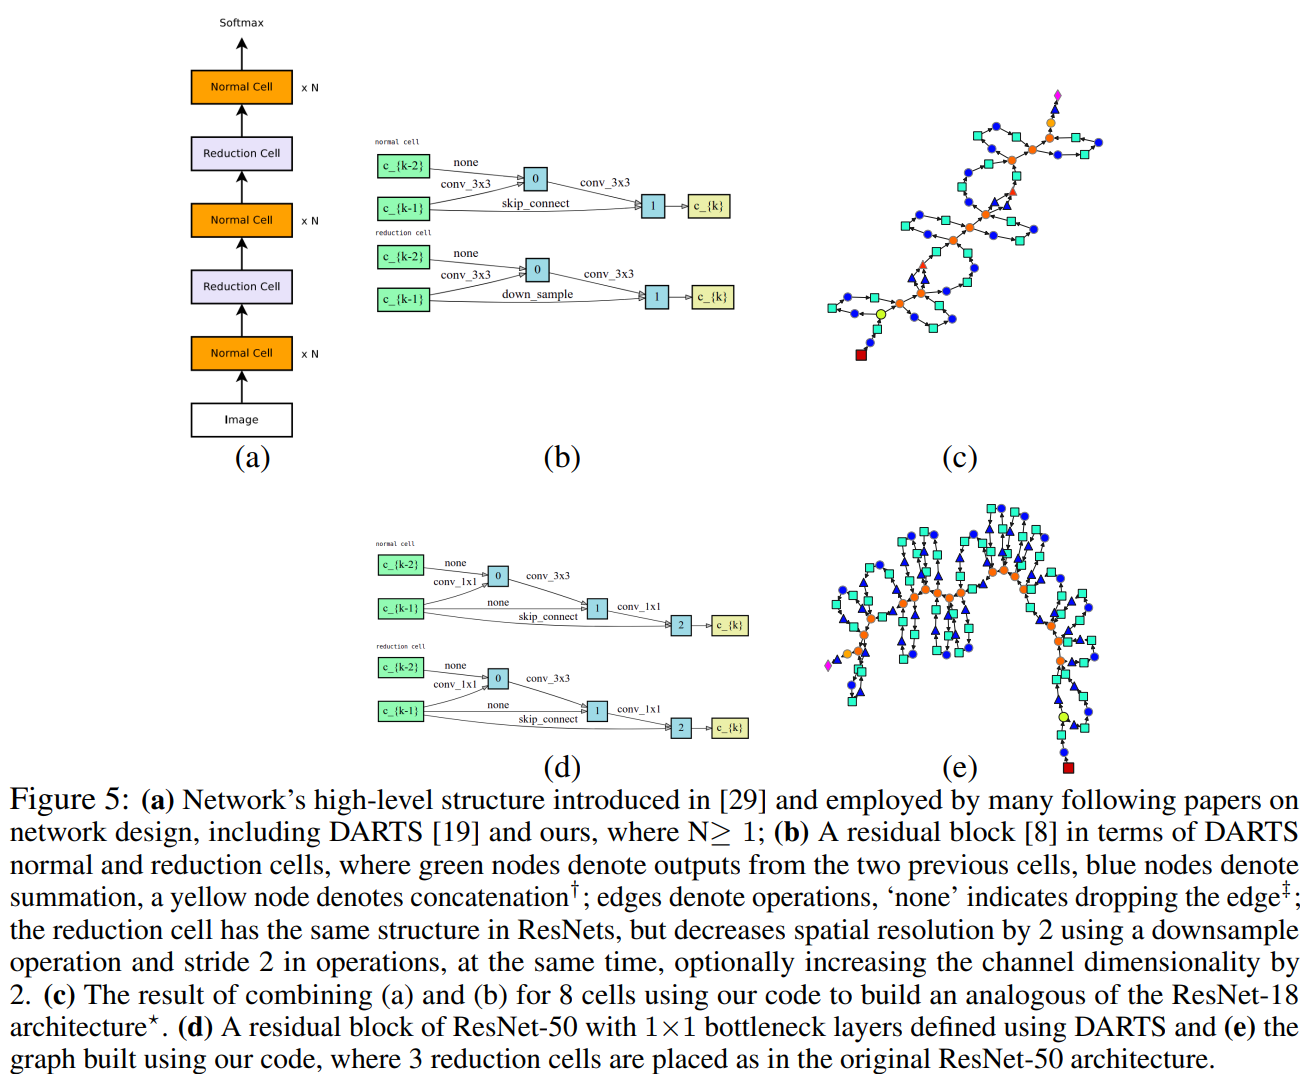 Softmax
Normal Cell x N
Reduction Cell
Normal Cell x N
Reduction Cell
Normal Cell x N
Image
(a)
normal cell
c_{k-2}
none
0
conv_3x3
conv_3x3
c_{k-1}
skip_connect
1
c_{k}
reduction cell
c_{k-2}
none
0
conv_3x3
conv_3x3
c_{k-1}
down_sample
1
c_{k}
(b)
(c)
normal cell
c_{k-2}
none
0
conv_3x3
conv_1x1
c_{k-1}
none
1
conv_1x1
skip_connect
2
c_{k}
reduction cell
c_{k-2}
none
0
conv_3x3
conv_1x1
c_{k-1}
none
1
conv_1x1
skip_connect
2
c_{k}
(d)
(e)
Figure 5: (a) Network's high-level structure introduced in [29] and employed by many following papers on
network design, including DARTS [19] and ours, where N≥ 1; (b) A residual block [8] in terms of DARTS
normal and reduction cells, where green nodes denote outputs from the two previous cells, blue nodes denote
summation, a yellow node denotes concatenation†; edges denote operations, ‘none’ indicates dropping the edge‡;
the reduction cell has the same structure in ResNets, but decreases spatial resolution by 2 using a downsample
operation and stride 2 in operations, at the same time, optionally increasing the channel dimensionality by
2. (c) The result of combining (a) and (b) for 8 cells using our code to build an analogous of the ResNet-18
architecture⋆. (d) A residual block of ResNet-50 with 1×1 bottleneck layers defined using DARTS and (e) the
graph built using our code, where 3 reduction cells are placed as in the original ResNet-50 architecture.